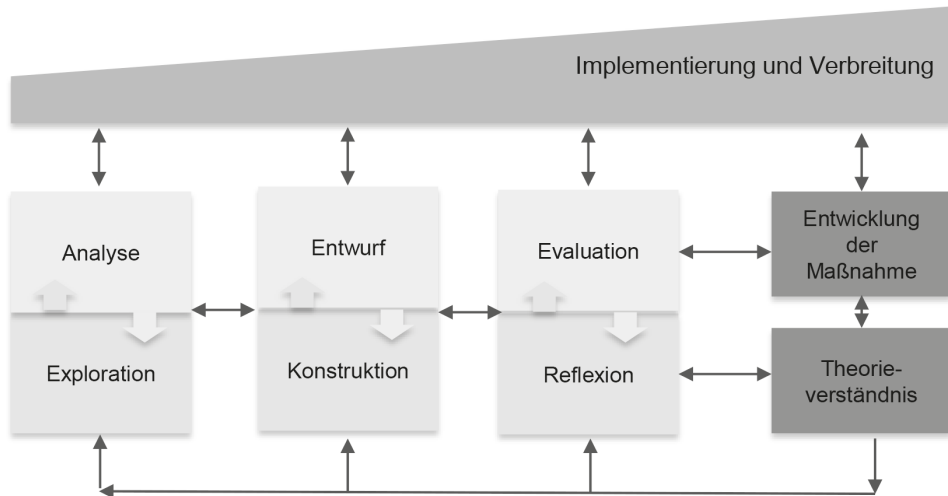 Implementierung und Verbreitung
Analyse
Exploration
Entwurf
Konstruktion
Evaluation
Reflexion
Entwicklung
der
Maßnahme
Theorie-
verständnis